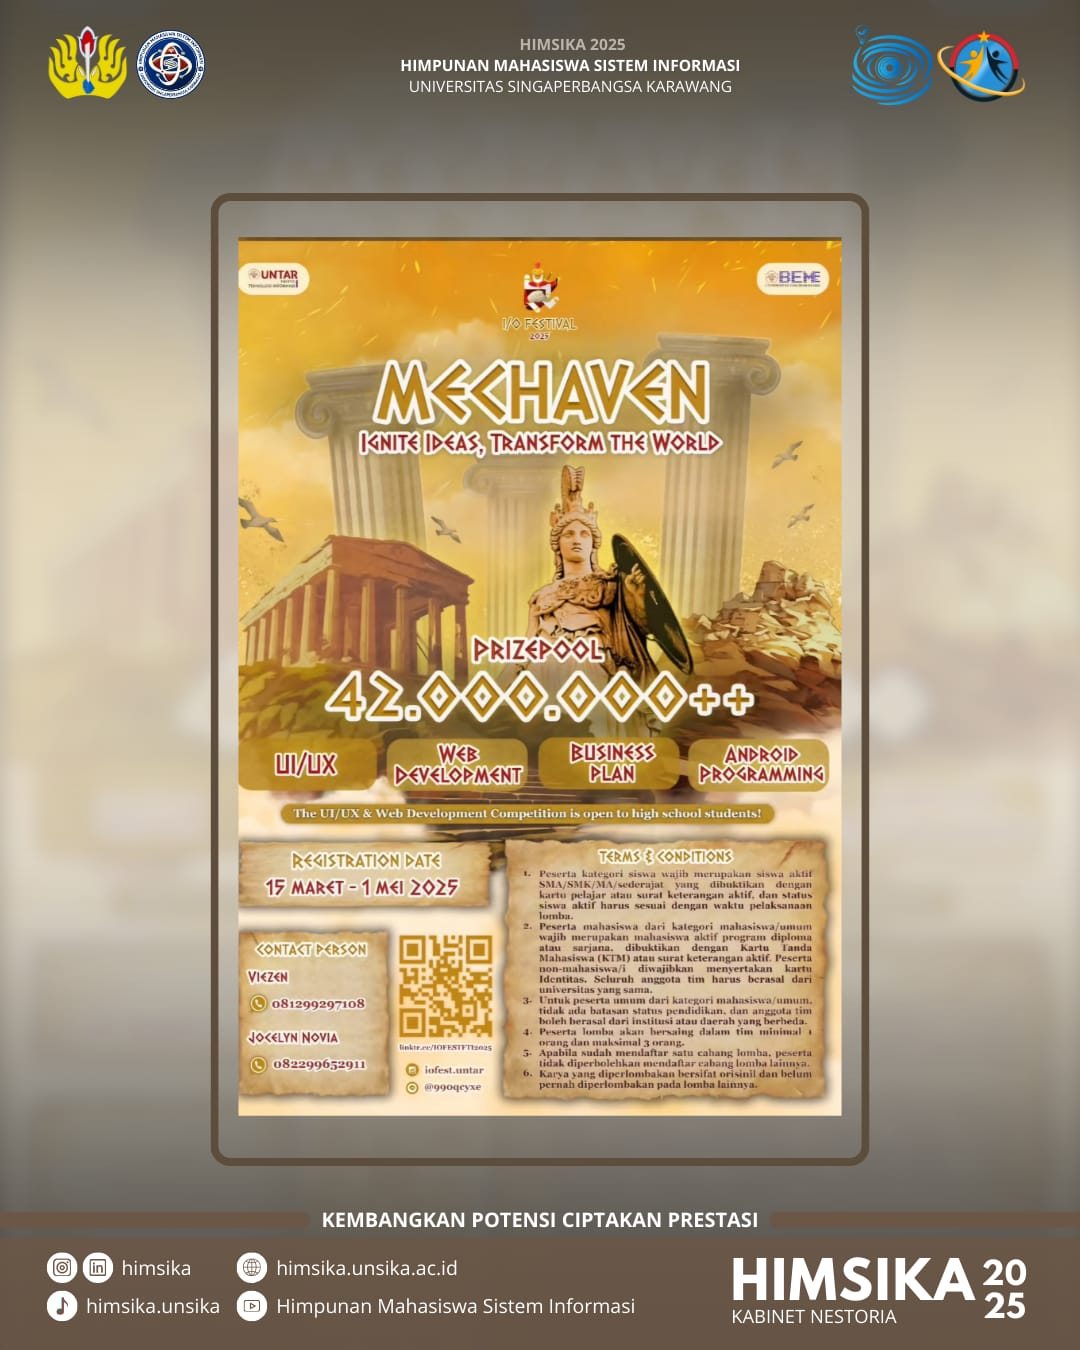 HIMSIKA 2025
HIMPUNAN MAHASISWA SISTEM INFORMASI
UNIVERSITAS SINGAPERBANGSA KARAWANG
UNTAR
BEME
I/O FESTIVAL
2025
MECHAVEN
IGNITE IDEAS, TRANSFORM THE WORLD
PRIZEPOOL
42.000.000++
UI/UX
WEB DEVELOPMENT
BUSINESS PLAN
ANDROID PROGRAMMING
The UI/UX & Web Development Competition is open to high school students!
REGISTRATION DATE
15 MARET - 1 MEI 2025
CONTACT PERSON
VIEZEN
081299297108
JOCELYN NOVIA
082299652911
linktr.ee/IOFESTFTI2025
iofest.untar
@990qcyxe
TERMS & CONDITIONS
1. Peserta kategori siswa wajib merupakan siswa aktif
SMA/SMK/MA/sederajat yang dibuktikan dengan
kartu pelajar atau surat keterangan aktif, dan status
siswa aktif harus sesuai dengan waktu pelaksanaan
lomba.
2. Peserta mahasiswa dari kategori mahasiswa/umum
wajib merupakan mahasiswa aktif program diploma
atau sarjana, dibuktikan dengan Kartu Tanda
Mahasiswa (KTM) atau surat keterangan aktif. Peserta
non-mahasiswa/i diwajibkan menyertakan kartu
Identitas. Seluruh anggota tim harus berasal dari
universitas yang sama.
3. Untuk peserta umum dari kategori mahasiswa/umum,
tidak ada batasan status pendidikan, dan anggota tim
boleh berasal dari institusi atau daerah yang berbeda.
4. Peserta lomba akan bersaing dalam tim minimal 1
orang dan maksimal 3 orang.
5. Apabila sudah mendaftar satu cabang lomba, peserta
tidak diperbolehkan mendaftar cabang lomba lainnya.
6. Karya yang diperlombakan bersifat orisinil dan belum
pernah diperlombakan pada lomba lainnya.
KEMBANGKAN POTENSI CIPTAKAN PRESTASI
himsika
himsika.unsika.ac.id
himsika.unsika
Himpunan Mahasiswa Sistem Informasi
HIMSIKA 2025
KABINET NESTORIA